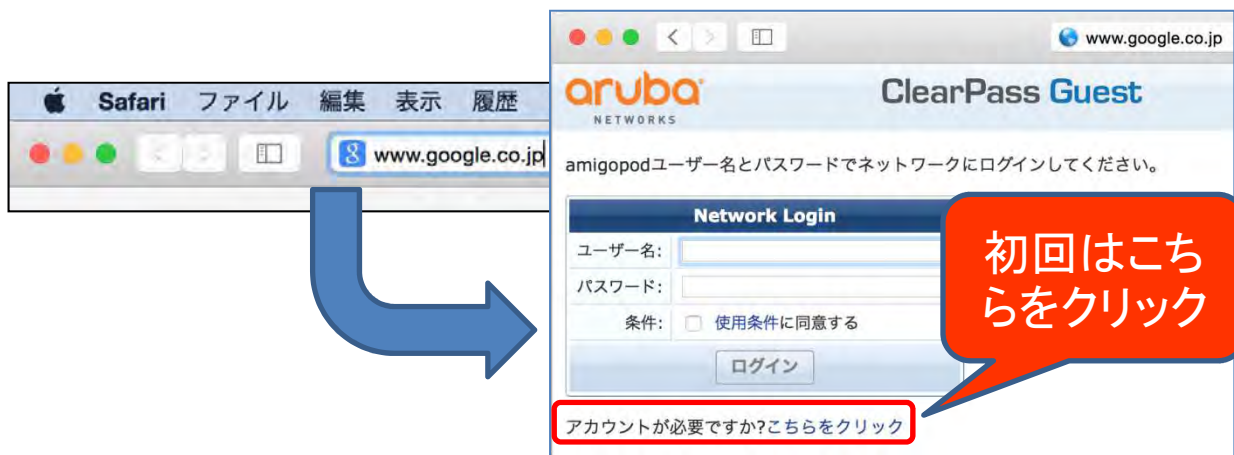 Safari ファイル 編集 表示 履歴
www.google.co.jp
www.google.co.jp
aruba
NETWORKS
ClearPass Guest
amigopodユーザー名とパスワードでネットワークにログインしてください。
Network Login
ユーザー名:
パスワード:
条件: 使用条件に同意する
ログイン
アカウントが必要ですか?こちらをクリック
初回はこち
らをクリック